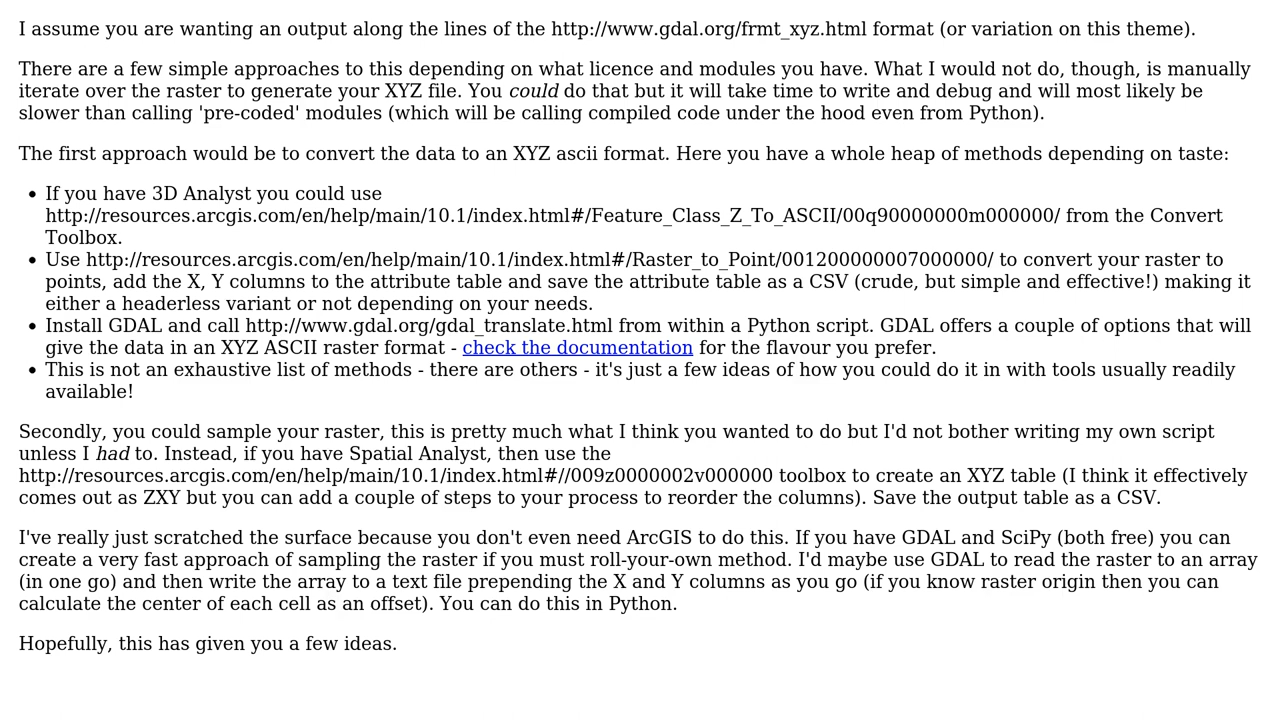 I assume you are wanting an output along the lines of the http://www.gdal.org/frmt_xyz.html format (or variation on this theme).
There are a few simple approaches to this depending on what licence and modules you have. What I would not do, though, is manually
iterate over the raster to generate your XYZ file. You could do that but it will take time to write and debug and will most likely be
slower than calling 'pre-coded' modules (which will be calling compiled code under the hood even from Python).
The first approach would be to convert the data to an XYZ ascii format. Here you have a whole heap of methods depending on taste:
• If you have 3D Analyst you could use
http://resources.arcgis.com/en/help/main/10.1/index.html#/Feature_Class_Z_To_ASCII/00q90000000m000000/ from the Convert
Toolbox.
• Use http://resources.arcgis.com/en/help/main/10.1/index.html#/Raster_to_Point/001200000007000000/ to convert your raster to
points, add the X, Y columns to the attribute table and save the attribute table as a CSV (crude, but simple and effective!) making it
either a headerless variant or not depending on your needs.
• Install GDAL and call http://www.gdal.org/gdal_translate.html from within a Python script. GDAL offers a couple of options that will
give the data in an XYZ ASCII raster format - check the documentation for the flavour you prefer.
• This is not an exhaustive list of methods - there are others - it's just a few ideas of how you could do it in with tools usually readily
available!
Secondly, you could sample your raster, this is pretty much what I think you wanted to do but I'd not bother writing my own script
unless I had to. Instead, if you have Spatial Analyst, then use the
http://resources.arcgis.com/en/help/main/10.1/index.html#//009z0000002v000000 toolbox to create an XYZ table (I think it effectively
comes out as ZXY but you can add a couple of steps to your process to reorder the columns). Save the output table as a CSV.
I've really just scratched the surface because you don't even need ArcGIS to do this. If you have GDAL and SciPy (both free) you can
create a very fast approach of sampling the raster if you must roll-your-own method. I'd maybe use GDAL to read the raster to an array
(in one go) and then write the array to a text file prepending the X and Y columns as you go (if you know raster origin then you can
calculate the center of each cell as an offset). You can do this in Python.
Hopefully, this has given you a few ideas.